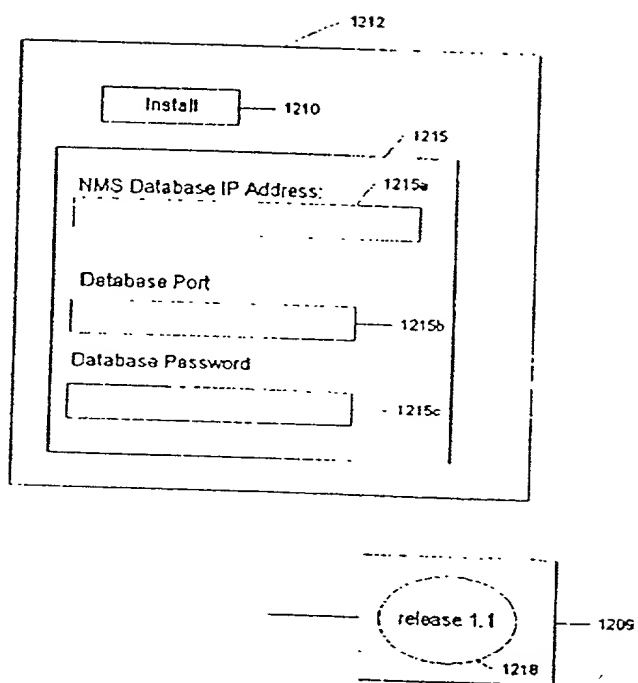 1212
Install 1210
1215
NMS Database IP Address: 1215a
Database Port
1215b
Database Password
1215c
release 1.1 1209
1218